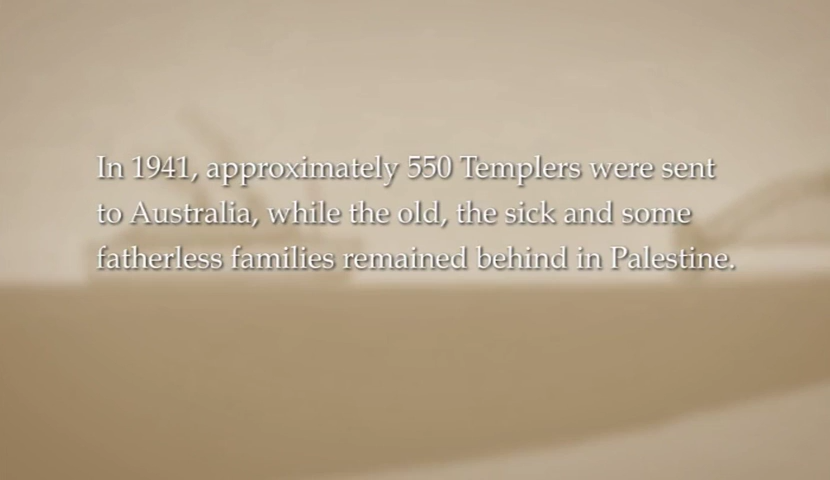 In 1941, approximately 550 Templers were sent
to Australia, while the old, the sick and some
fatherless families remained behind in Palestine.